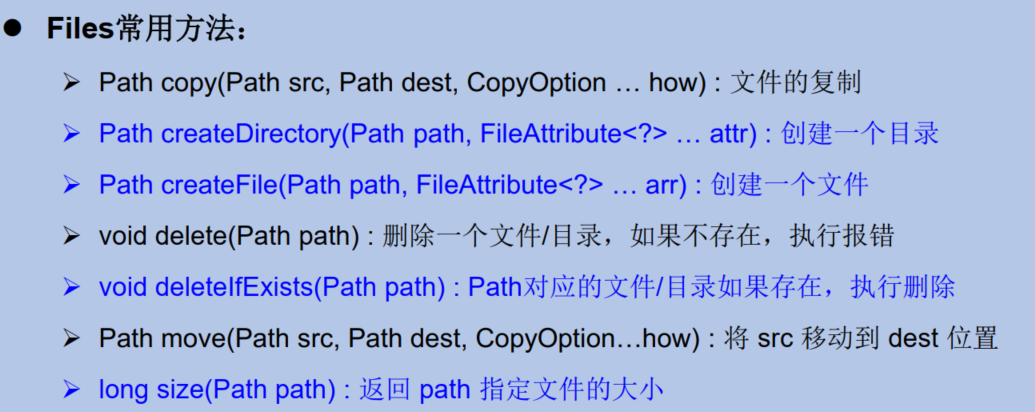 ● Files常用方法：
➢ Path copy(Path src, Path dest, CopyOption … how) : 文件的复制
➢ Path createDirectory(Path path, FileAttribute<?> … attr) : 创建一个目录
➢ Path createFile(Path path, FileAttribute<?> … arr) : 创建一个文件
➢ void delete(Path path) : 删除一个文件/目录，如果不存在，执行报错
➢ void deleteIfExists(Path path) : Path对应的文件/目录如果存在，执行删除
➢ Path move(Path src, Path dest, CopyOption…how) : 将 src 移动到 dest 位置
➢ long size(Path path) : 返回 path 指定文件的大小